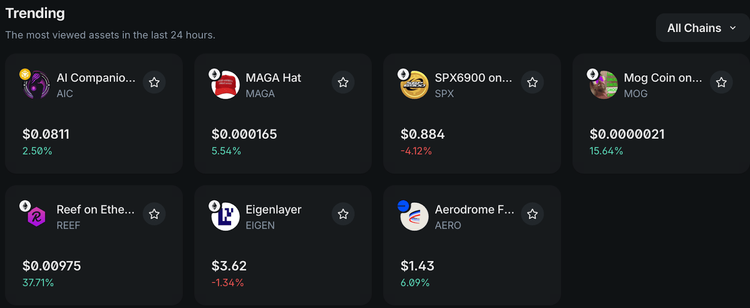 Trending
The most viewed assets in the last 24 hours.
All Chains
AI Companio...
AIC
$0.0811
2.50%
MAGA Hat
MAGA
$0.000165
5.54%
SPX6900 on...
SPX
$0.884
-4.12%
Mog Coin on...
MOG
$0.0000021
15.64%
Reef on Ethe...
REEF
$0.00975
37.71%
Eigenlayer
EIGEN
$3.62
-1.34%
Aerodrome F...
AERO
$1.43
6.09%